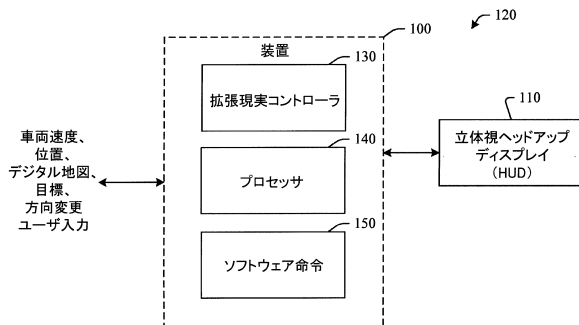 100
120
装置
130
拡張現実コントローラ
140
プロセッサ
150
ソフトウェア命令
110
立体視ヘッドアップ
ディスプレイ
(HUD)
車両速度、
位置、
デジタル地図、
目標、
方向変更
ユーザ入力